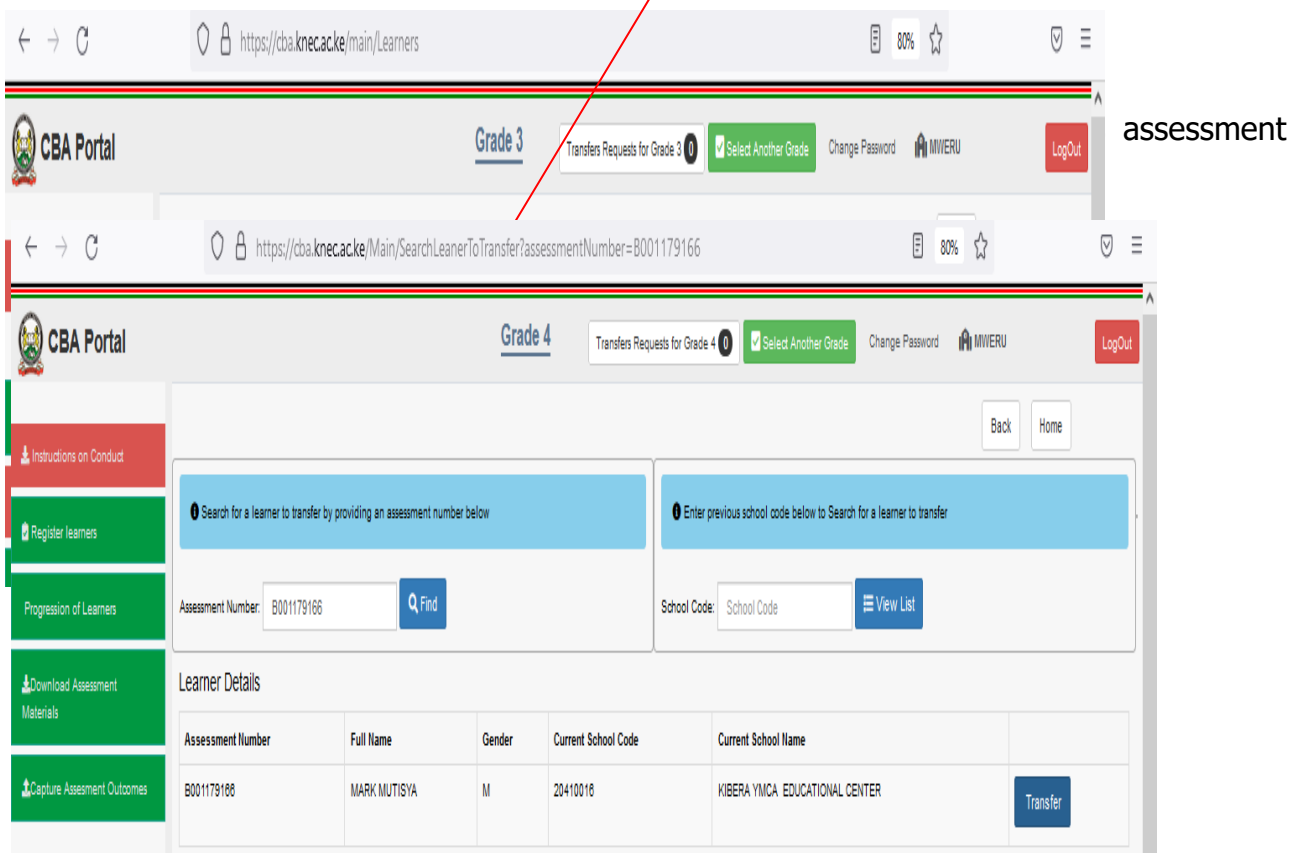 https://cba.knec.ac.ke/main/Learners 80%
CBA Portal Grade 3 Transfers Requests for Grade 3 0 Select Another Grade Change Password MWERU LogOut
assessment
https://cba.knec.ac.ke/Main/SearchLeanerToTransfer?assessmentNumber=B001179166 80%
CBA Portal Grade 4 Transfers Requests for Grade 4 0 Select Another Grade Change Password MWERU LogOut
Back Home
Instructions on Conduct
Register learners
Progression of Learners
Download Assessment
Materials
Capture Assesment Outcomes
Search for a learner to transfer by providing an assessment number below
Assessment Number: B001179166 Find
Enter previous school code below to Search for a learner to transfer
School Code: School Code View List
Learner Details
Assessment Number Full Name Gender Current School Code Current School Name
B001179166 MARK MUTISYA M 20410016 KIBERA YMCA EDUCATIONAL CENTER Transfer